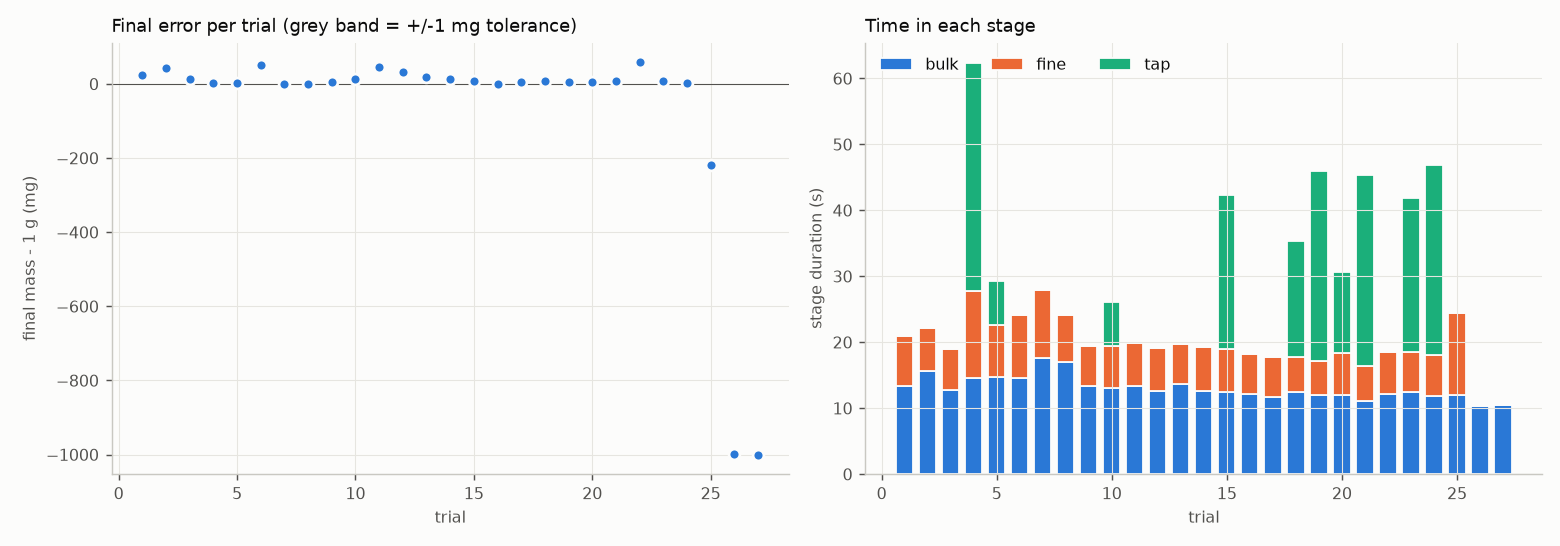 Final error per trial (grey band = +/-1 mg tolerance)
final mass - 1 g (mg)
0
−200
−400
−600
−800
−1000
0 5 10 15 20 25
trial
Time in each stage
bulk fine tap
stage duration (s)
60
50
40
30
20
10
0
0 5 10 15 20 25
trial